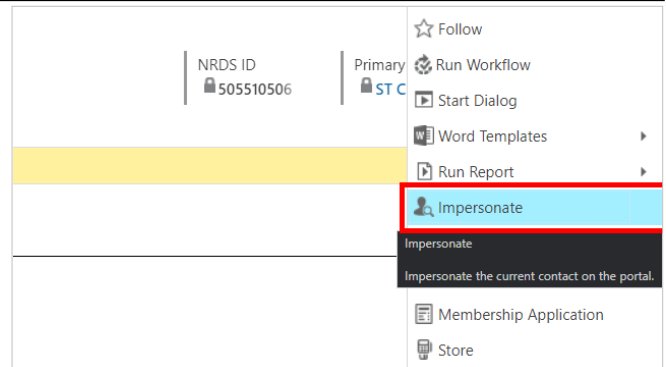 Follow
NRDS ID
Primary
Run Workflow
505510506
ST C
Start Dialog
Word Templates
Run Report
Impersonate
Impersonate
Impersonate the current contact on the portal.
Membership Application
Store